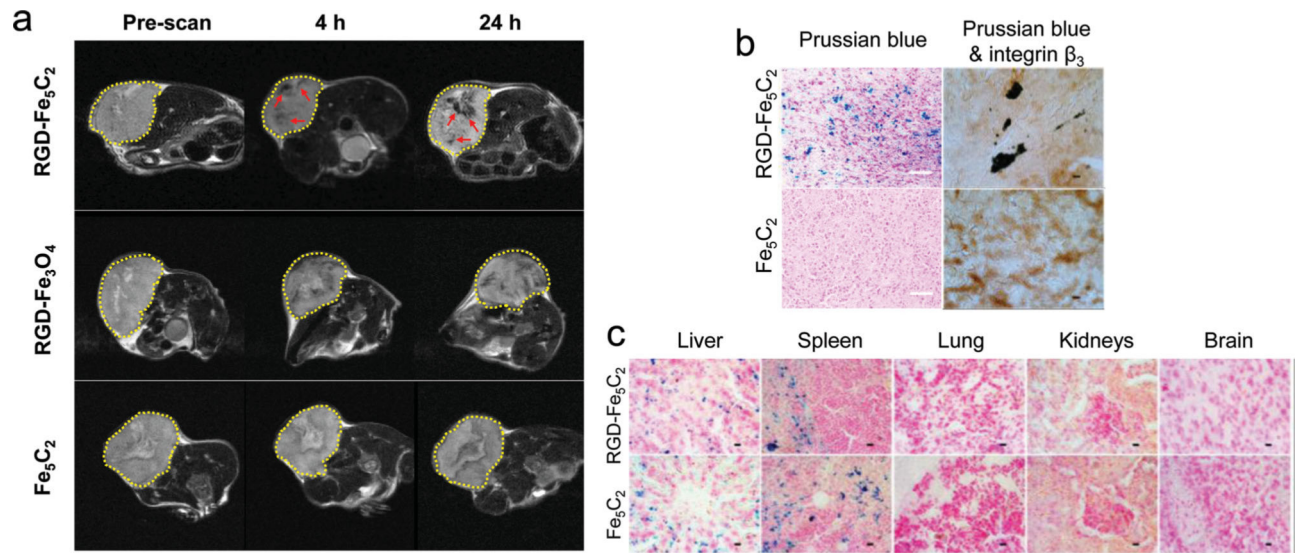 a
Pre-scan
4 h
24 h
RGD-Fe₅C₂
RGD-Fe₃O₄
Fe₅C₂
b
Prussian blue
Prussian blue
& integrin β₃
RGD-Fe₅C₂
Fe₅C₂
c
Liver
Spleen
Lung
Kidneys
Brain
RGD-Fe₅C₂
Fe₅C₂